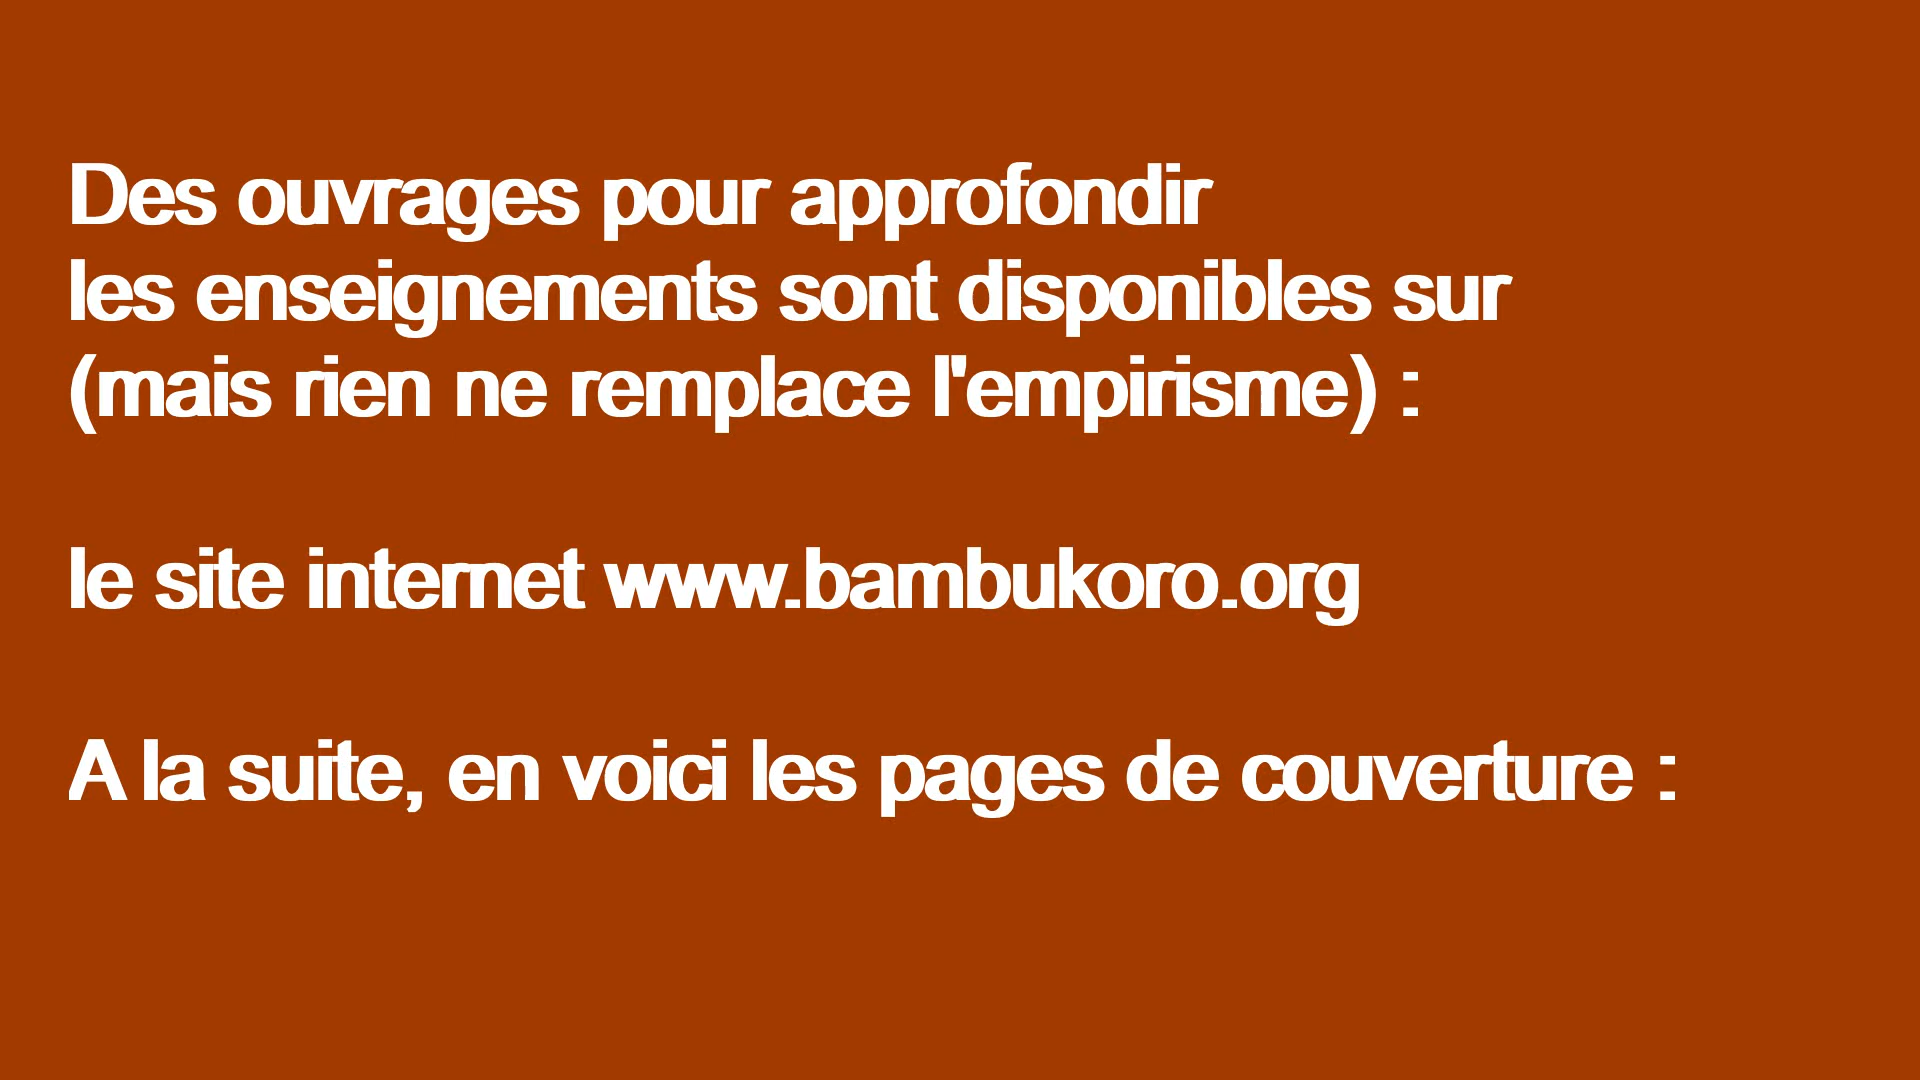 Des ouvrages pour approfondir
les enseignements sont disponibles sur
(mais rien ne remplace l'empirisme) :
le site internet www.bambukoro.org
A la suite, en voici les pages de couverture :